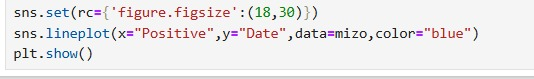 sns.set(rc={'figure.figsize':(18,30)})
sns.lineplot(x="Positive",y="Date",data=mizo,color="blue")
plt.show()